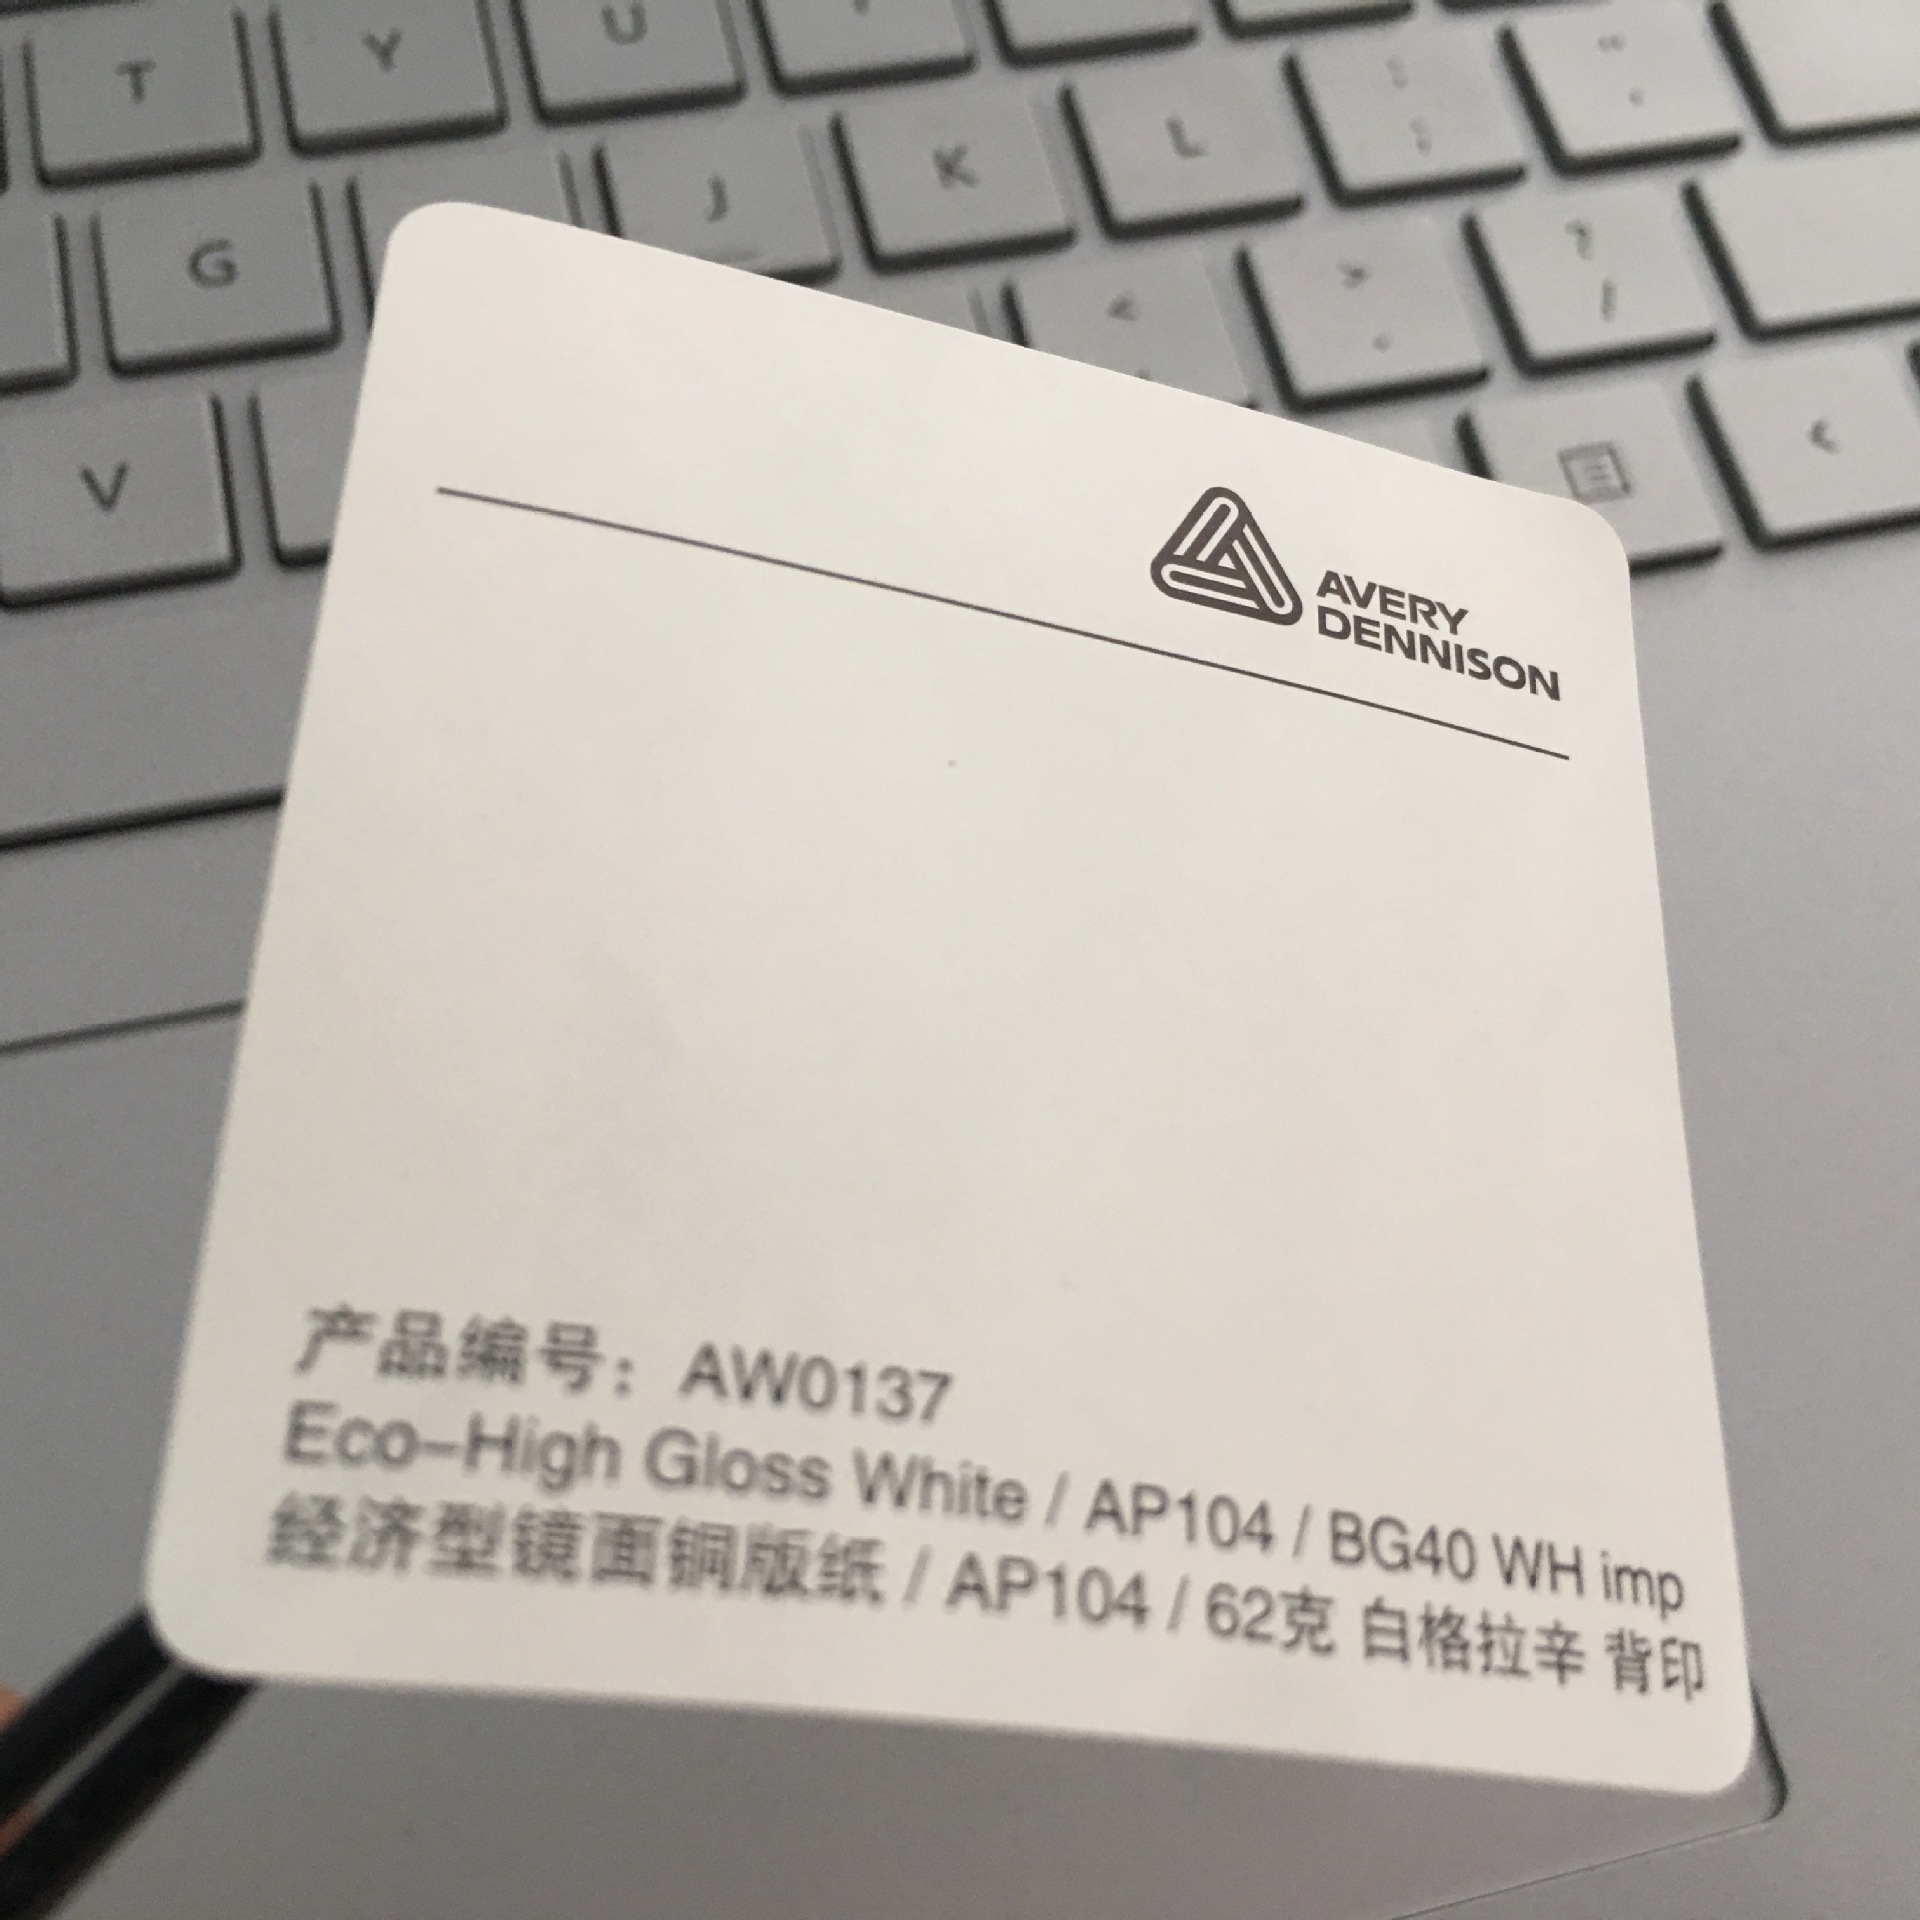 T Y U
G J K L : ;
V < > . ? /
AVERY
DENNISON
产品编号：AW0137
Eco-High Gloss White / AP104 / BG40 WH imp
经济型镜面铜版纸 / AP104 / 62克 白格拉辛 背印